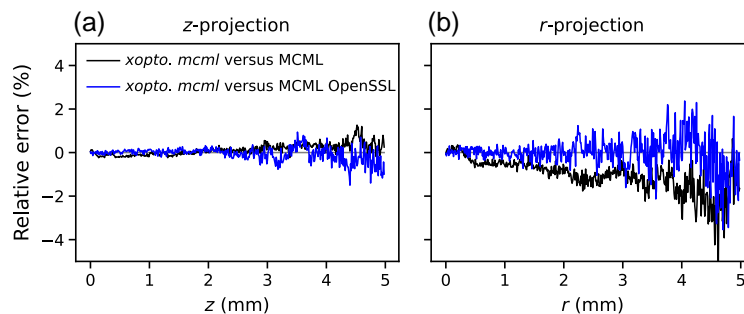 (a) z-projection
(b) r-projection
xopto. mcml versus MCML
xopto. mcml versus MCML OpenSSL
Relative error (%)
4
2
0
−2
−4
0 1 2 3 4 5
0 1 2 3 4 5
z (mm)
r (mm)